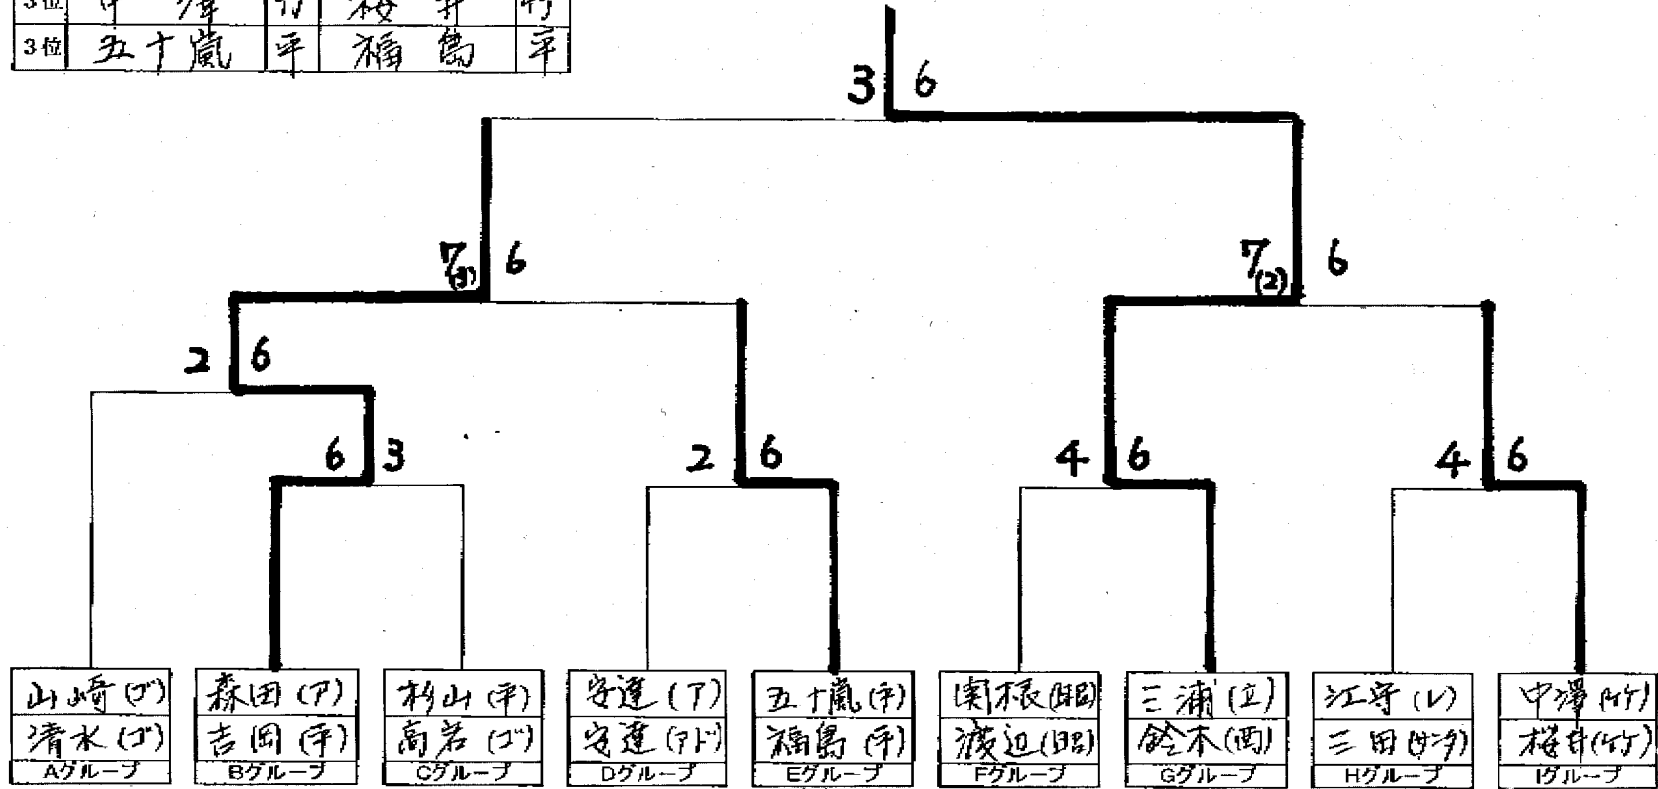 3位 中澤 竹 桜井 竹
3位 五十嵐 平 福島 平
3 6
7 6
7(2) 6
2 6
6 3
2 6
4 6
4 6
山崎(ゴ) 森田(ア) 杉山(平) 安達(ア) 五十嵐(平) 関根(昭) 三浦(立) 江守(レ) 中澤(竹)
清水(ゴ) 吉岡(平) 高岩(ゴ) 安達(アド) 福島(平) 渡辺(昭) 鈴木(西) 三田(サンタ) 桜井(竹)
Aグループ Bグループ Cグループ Dグループ Eグループ Fグループ Gグループ Hグループ Iグループ